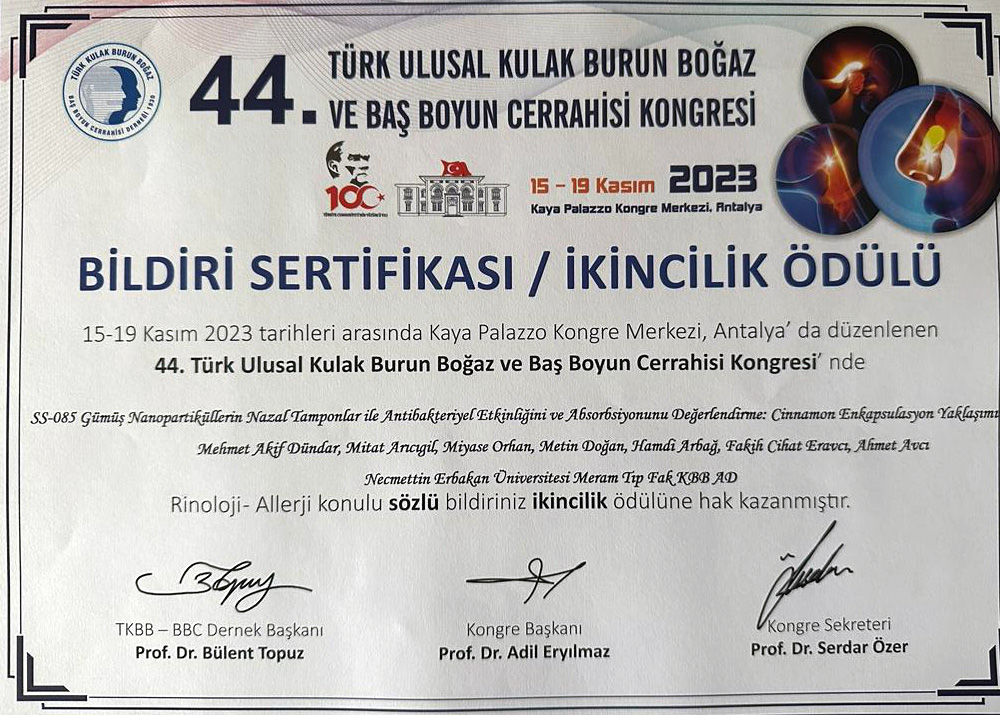 TÜRK KULAK BURUN BOĞAZ
BAŞ BOYUN CERRAHİSİ DERNEĞİ 1930
44. TÜRK ULUSAL KULAK BURUN BOĞAZ
VE BAŞ BOYUN CERRAHİSİ KONGRESİ
100
15 – 19 Kasım 2023
Kaya Palazzo Kongre Merkezi, Antalya
BİLDİRİ SERTİFİKASI / İKİNCİLİK ÖDÜLÜ
15-19 Kasım 2023 tarihleri arasında Kaya Palazzo Kongre Merkezi, Antalya’ da düzenlenen
44. Türk Ulusal Kulak Burun Boğaz ve Baş Boyun Cerrahisi Kongresi’ nde
SS-085 Gümüş Nanopartiküllerin Nazal Tamponlar ile Antibakteriyel Etkinliğini ve Absorbsiyonunu Değerlendirme: Cinnamon Enkapsulasyon Yaklaşımı
Mehmet Akif Dündar, Mitat Arıcıgil, Miyase Orhan, Metin Doğan, Hamdi Arbağ, Fakih Cihat Eravcı, Ahmet Avcı
Necmettin Erbakan Üniversitesi Meram Tıp Fak KBB AD
Rinoloji- Allerji konulu sözlü bildiriniz ikincilik ödülüne hak kazanmıştır.
TKBB – BBC Dernek Başkanı
Prof. Dr. Bülent Topuz
Kongre Başkanı
Prof. Dr. Adil Eryılmaz
Kongre Sekreteri
Prof. Dr. Serdar Özer